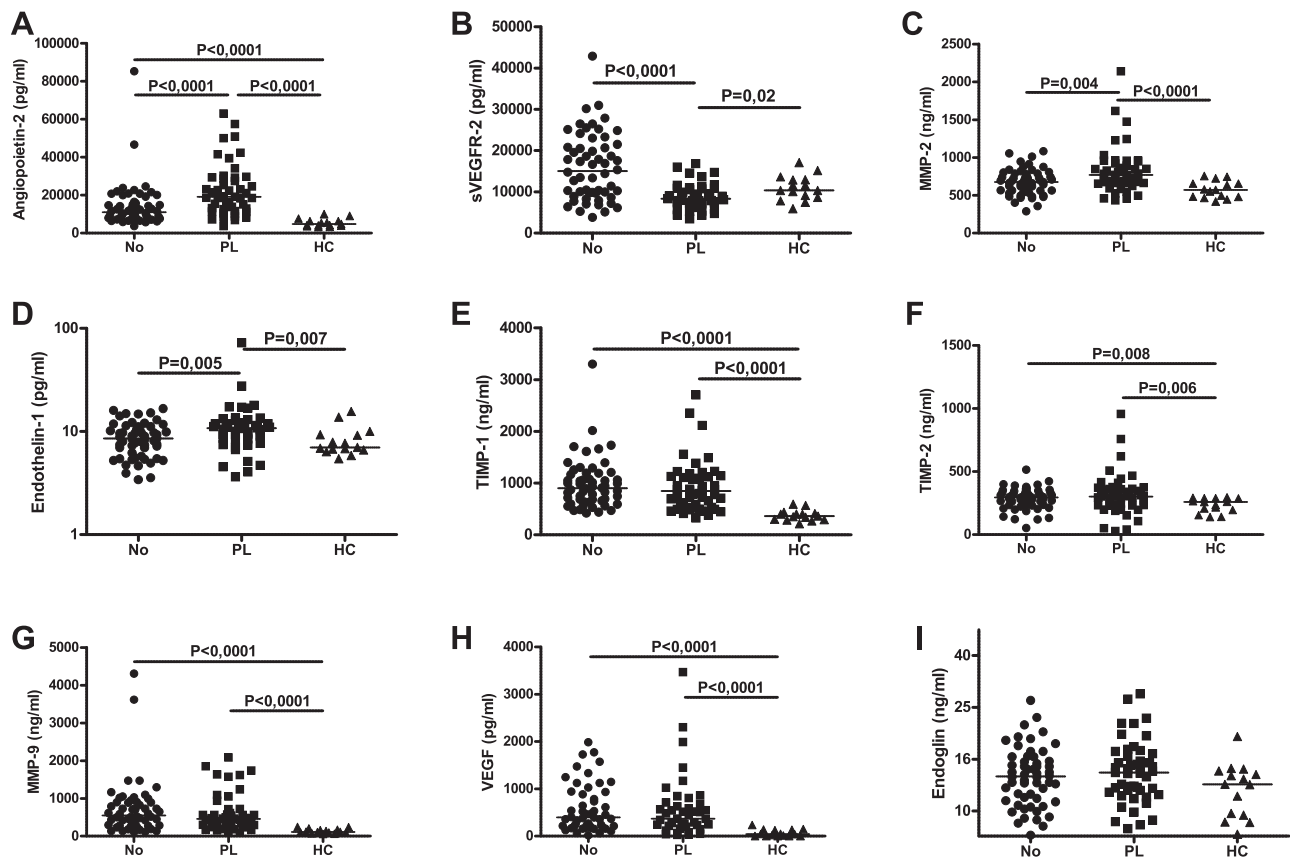 A
Angiopoietin-2 (pg/ml)
100000
80000
60000
40000
20000
0
P<0,0001
P<0,0001
P<0,0001
No
PL
HC
B
sVEGFR-2 (pg/ml)
50000
40000
30000
20000
10000
0
P<0,0001
P=0,02
No
PL
HC
C
MMP-2 (ng/ml)
2500
2000
1500
1000
500
0
P=0,004
P<0,0001
No
PL
HC
D
Endothelin-1 (pg/ml)
100
10
1
P=0,007
P=0,005
No
PL
HC
E
TIMP-1 (ng/ml)
4000
3000
2000
1000
0
P<0,0001
P<0,0001
No
PL
HC
F
TIMP-2 (ng/ml)
1500
1000
500
0
P=0,008
P=0,006
No
PL
HC
G
MMP-9 (ng/ml)
5000
4000
3000
2000
1000
0
P<0,0001
P<0,0001
No
PL
HC
H
VEGF (pg/ml)
4000
3000
2000
1000
0
P<0,0001
P<0,0001
No
PL
HC
I
Endoglin (ng/ml)
40
25
16
10
No
PL
HC